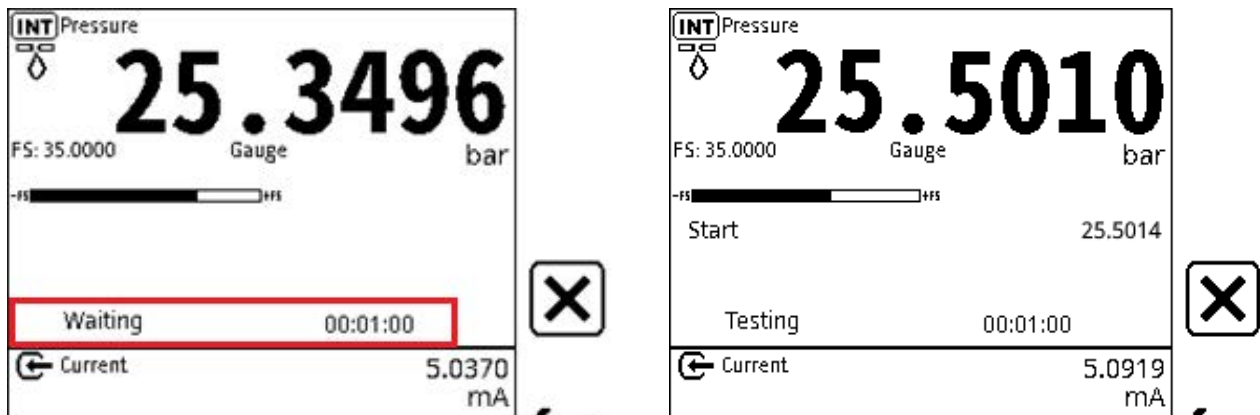 INT Pressure
25.3496
FS: 35.0000 Gauge bar
-FS +FS
Waiting 00:01:00
Current 5.0370
mA
INT Pressure
25.5010
FS: 35.0000 Gauge bar
-FS +FS
Start 25.5014
Testing 00:01:00
Current 5.0919
mA